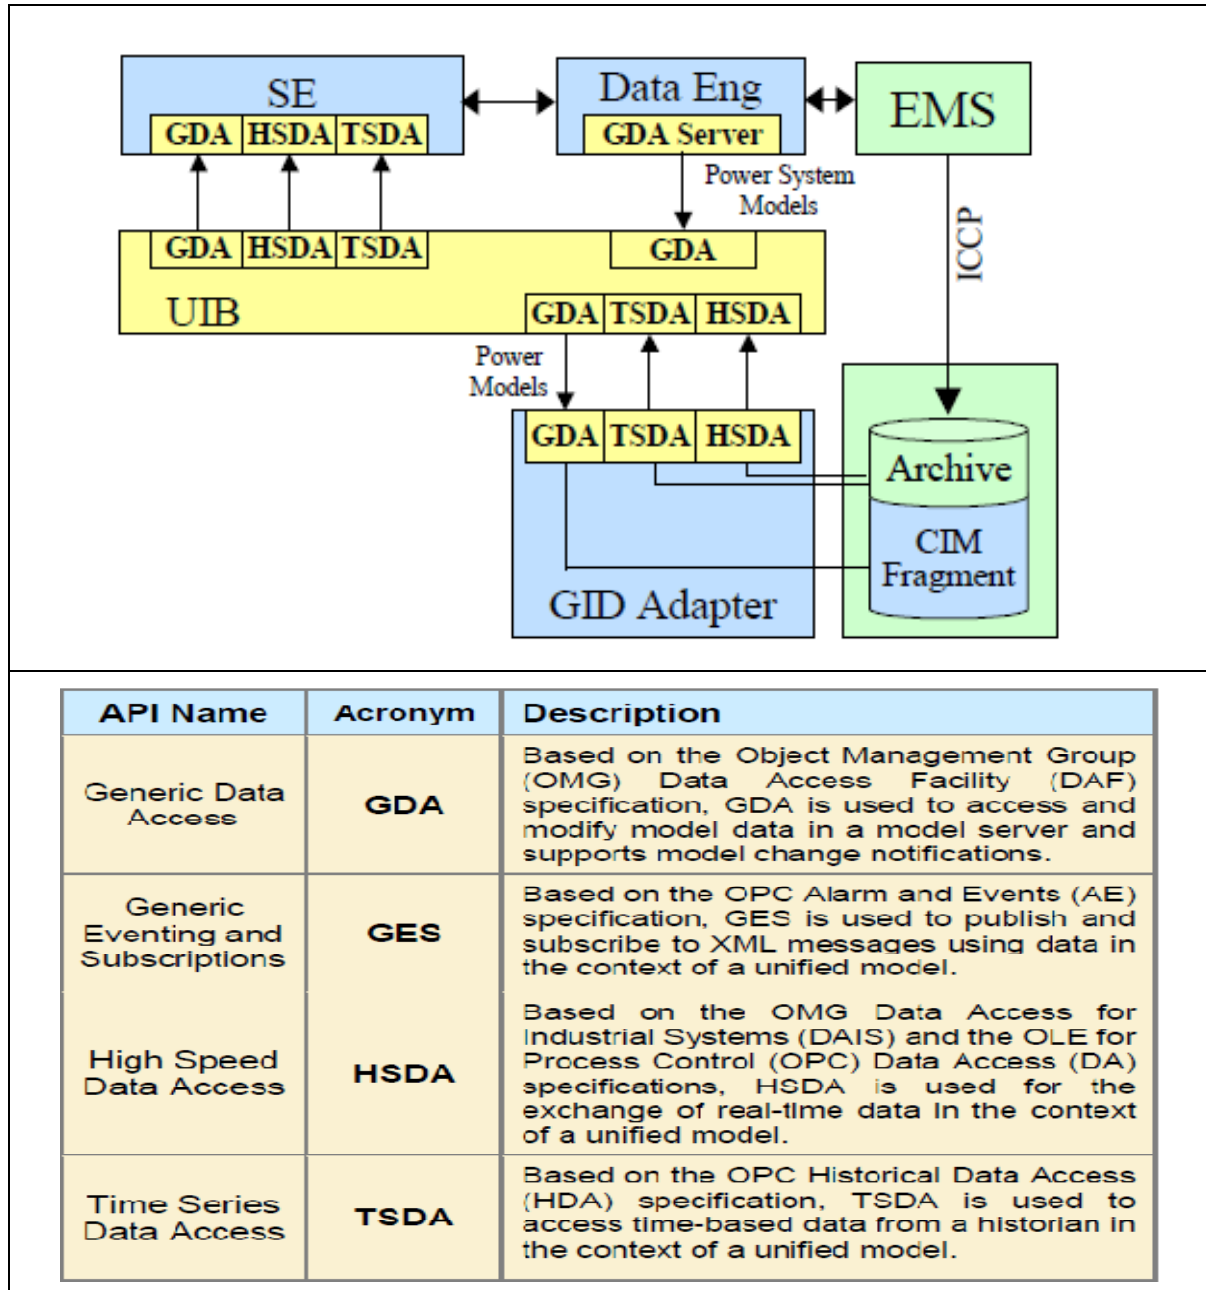 SE
GDA HSDA TSDA
Data Eng
GDA Server
EMS
Power System
Models
ICCP
GDA HSDA TSDA
GDA
UIB
GDA TSDA HSDA
Power
Models
GDA TSDA HSDA
Archive
CIM
Fragment
GID Adapter
API Name
Acronym
Description
Generic Data
Access
GDA
Based on the Object Management Group
(OMG) Data Access Facility (DAF)
specification, GDA is used to access and
modify model data in a model server and
supports model change notifications.
Generic
Eventing and
Subscriptions
GES
Based on the OPC Alarm and Events (AE)
specification, GES is used to publish and
subscribe to XML messages using data in
the context of a unified model.
High Speed
Data Access
HSDA
Based on the OMG Data Access for
Industrial Systems (DAIS) and the OLE for
Process Control (OPC) Data Access (DA)
specifications, HSDA is used for the
exchange of real-time data in the context
of a unified model.
Time Series
Data Access
TSDA
Based on the OPC Historical Data Access
(HDA) specification, TSDA is used to
access time-based data from a historian in
the context of a unified model.